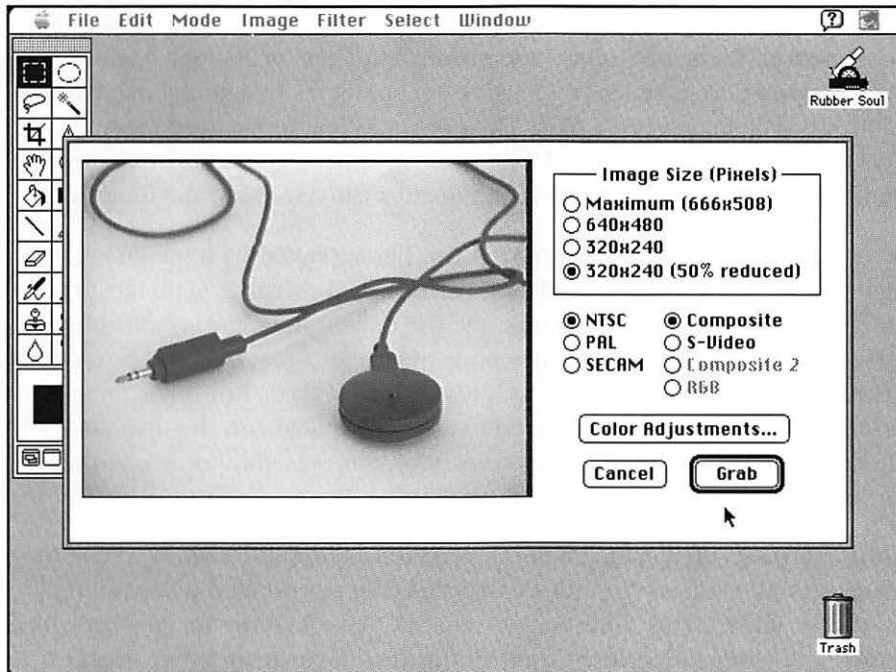 File Edit Mode Image Filter Select Window
Rubber Soul
Image Size (Pixels)
Maximum (666x508)
640x480
320x240
320x240 (50% reduced)
NTSC
PAL
SECAM
Composite
S-Video
Composite 2
RGB
Color Adjustments...
Cancel
Grab
Trash